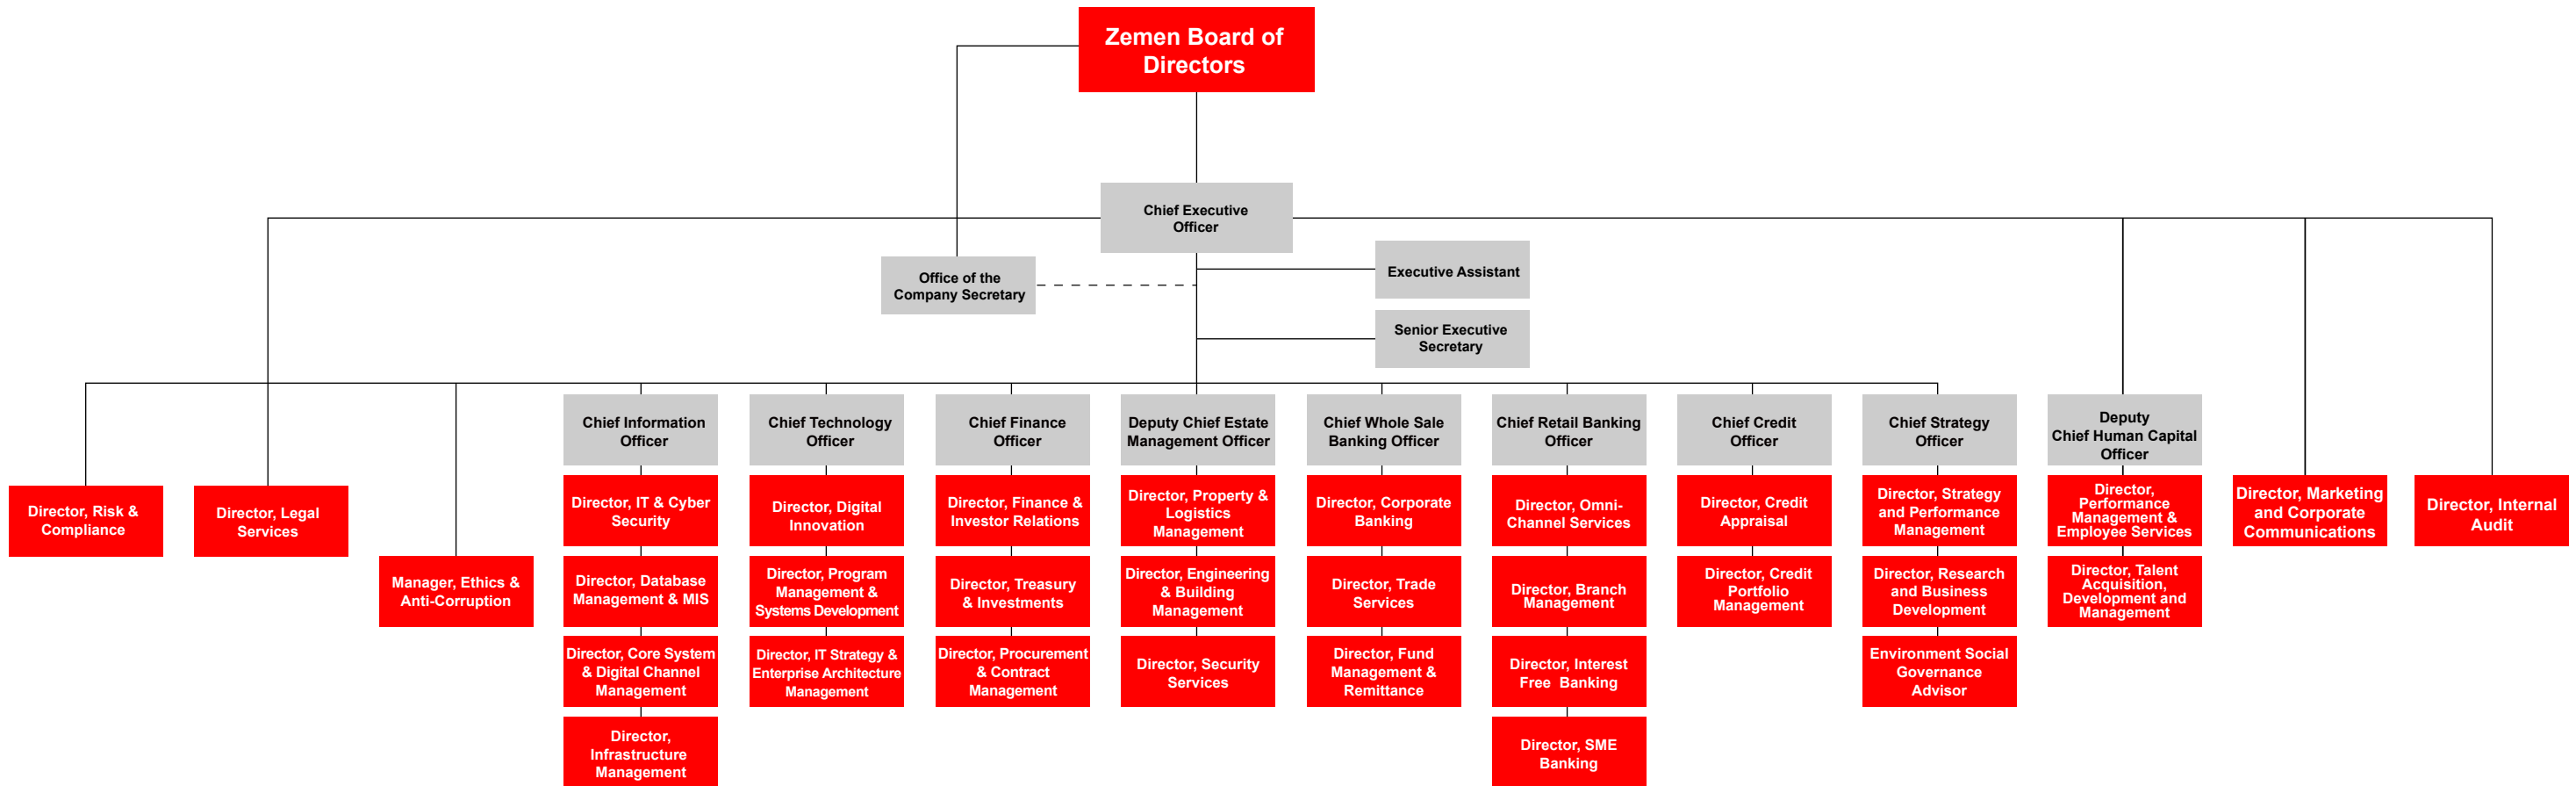 Zemen Board of
Directors
Chief Executive
Officer
Office of the
Company Secretary
Executive Assistant
Senior Executive
Secretary
Director, Risk &
Compliance
Director, Legal
Services
Manager, Ethics &
Anti-Corruption
Chief Information
Officer
Director, IT & Cyber
Security
Director, Database
Management & MIS
Director, Core System
& Digital Channel
Management
Director,
Infrastructure
Management
Chief Technology
Officer
Director, Digital
Innovation
Director, Program
Management &
Systems Development
Director, IT Strategy &
Enterprise Architecture
Management
Chief Finance
Officer
Director, Finance &
Investor Relations
Director, Treasury
& Investments
Director, Procurement
& Contract
Management
Deputy Chief Estate
Management Officer
Director, Property &
Logistics
Management
Director, Engineering
& Building
Management
Director, Security
Services
Chief Whole Sale
Banking Officer
Director, Corporate
Banking
Director, Trade
Services
Director, Fund
Management &
Remittance
Chief Retail Banking
Officer
Director, Omni-
Channel Services
Director, Branch
Management
Director, Interest
Free Banking
Director, SME
Banking
Chief Credit
Officer
Director, Credit
Appraisal
Director, Credit
Portfolio
Management
Chief Strategy
Officer
Director, Strategy
and Performance
Management
Director, Research
and Business
Development
Environment Social
Governance
Advisor
Deputy
Chief Human Capital
Officer
Director,
Performance
Management &
Employee Services
Director, Talent
Acquisition,
Development and
Management
Director, Marketing
and Corporate
Communications
Director, Internal
Audit